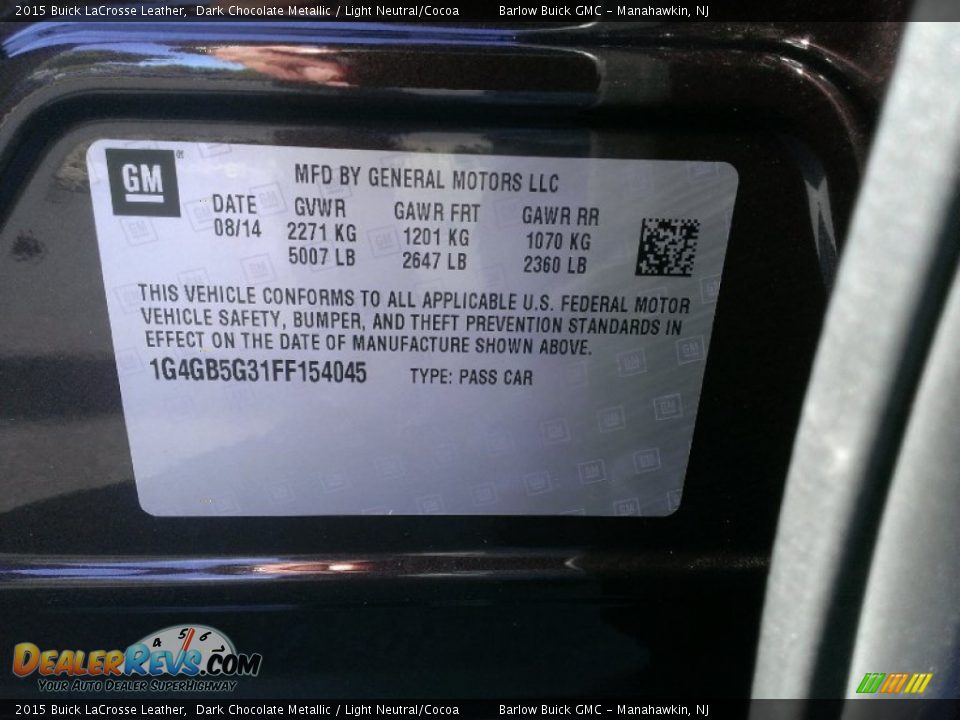 2015 Buick LaCrosse Leather, Dark Chocolate Metallic / Light Neutral/Cocoa Barlow Buick GMC - Manahawkin, NJ
GM
MFD BY GENERAL MOTORS LLC
DATE GVWR GAWR FRT GAWR RR
08/14 2271 KG 1201 KG 1070 KG
5007 LB 2647 LB 2360 LB
THIS VEHICLE CONFORMS TO ALL APPLICABLE U.S. FEDERAL MOTOR
VEHICLE SAFETY, BUMPER, AND THEFT PREVENTION STANDARDS IN
EFFECT ON THE DATE OF MANUFACTURE SHOWN ABOVE.
1G4GB5G31FF154045 TYPE: PASS CAR
4 5 6
DEALERREVS.COM
YOUR AUTO DEALER SUPERHIGHWAY
2015 Buick LaCrosse Leather, Dark Chocolate Metallic / Light Neutral/Cocoa Barlow Buick GMC - Manahawkin, NJ